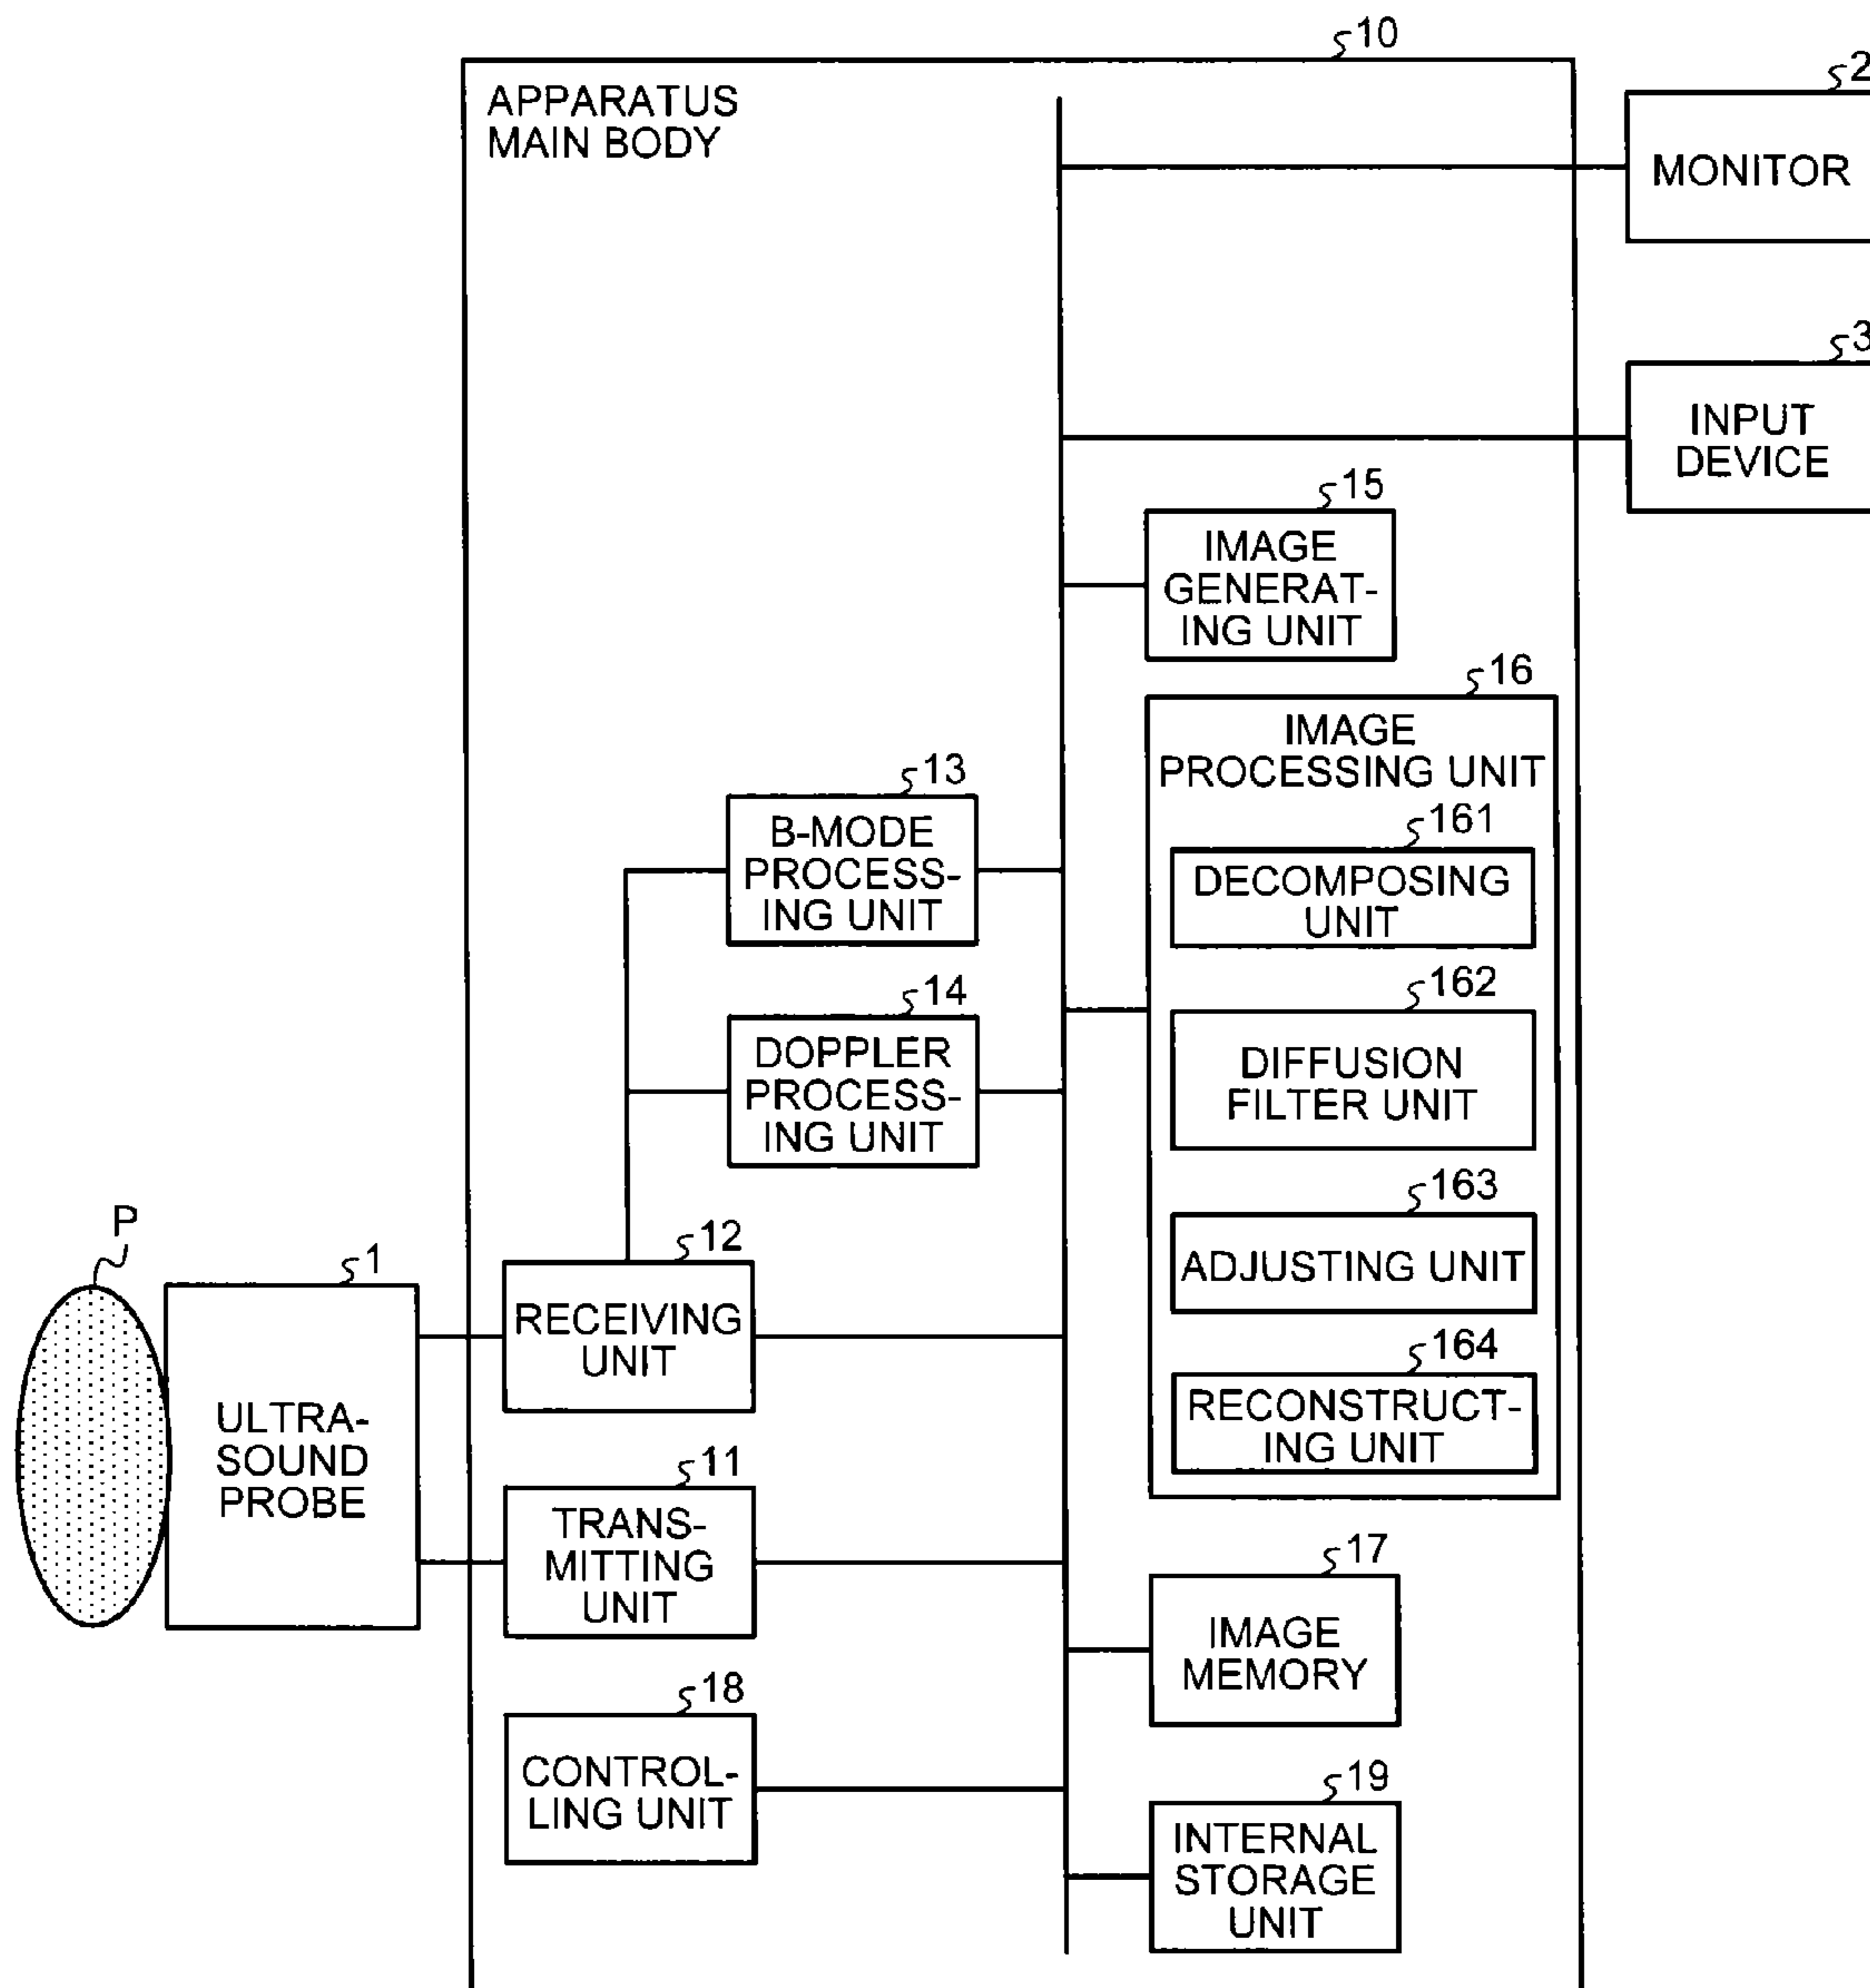 10
APPARATUS
MAIN BODY
2
MONITOR
3
INPUT
DEVICE
15
IMAGE
GENERAT-
ING UNIT
16
IMAGE
PROCESSING UNIT
13
B-MODE
PROCESS-
ING UNIT
161
DECOMPOSING
UNIT
14
DOPPLER
PROCESS-
ING UNIT
162
DIFFUSION
FILTER UNIT
163
ADJUSTING UNIT
164
RECONSTRUCT-
ING UNIT
P
1
ULTRA-
SOUND
PROBE
12
RECEIVING
UNIT
11
TRANS-
MITTING
UNIT
17
IMAGE
MEMORY
18
CONTROL-
LING UNIT
19
INTERNAL
STORAGE
UNIT